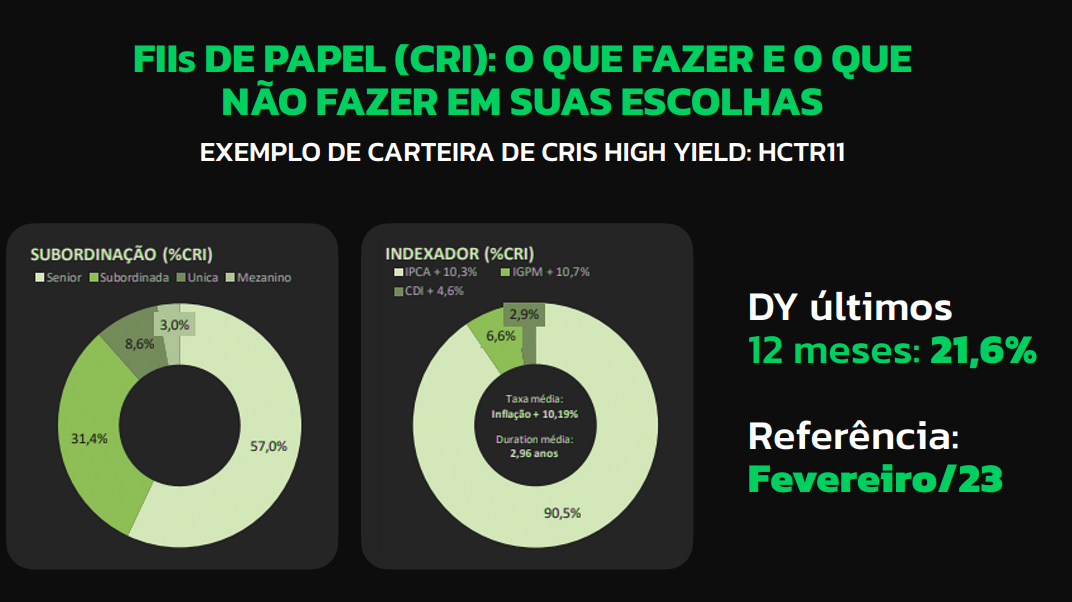 FIIs DE PAPEL (CRI): O QUE FAZER E O QUE
NÃO FAZER EM SUAS ESCOLHAS
EXEMPLO DE CARTEIRA DE CRIS HIGH YIELD: HCTR11
SUBORDINAÇÃO (%CRI)
Senior Subordinada Unica Mezanino
3,0%
8,6%
31,4%
57,0%
INDEXADOR (%CRI)
IPCA + 10,3% IGPM + 10,7%
CDI + 4,6%
2,9%
6,6%
Taxa média:
Inflação + 10,19%
Duration média:
2,96 anos
90,5%
DY últimos
12 meses: 21,6%
Referência:
Fevereiro/23